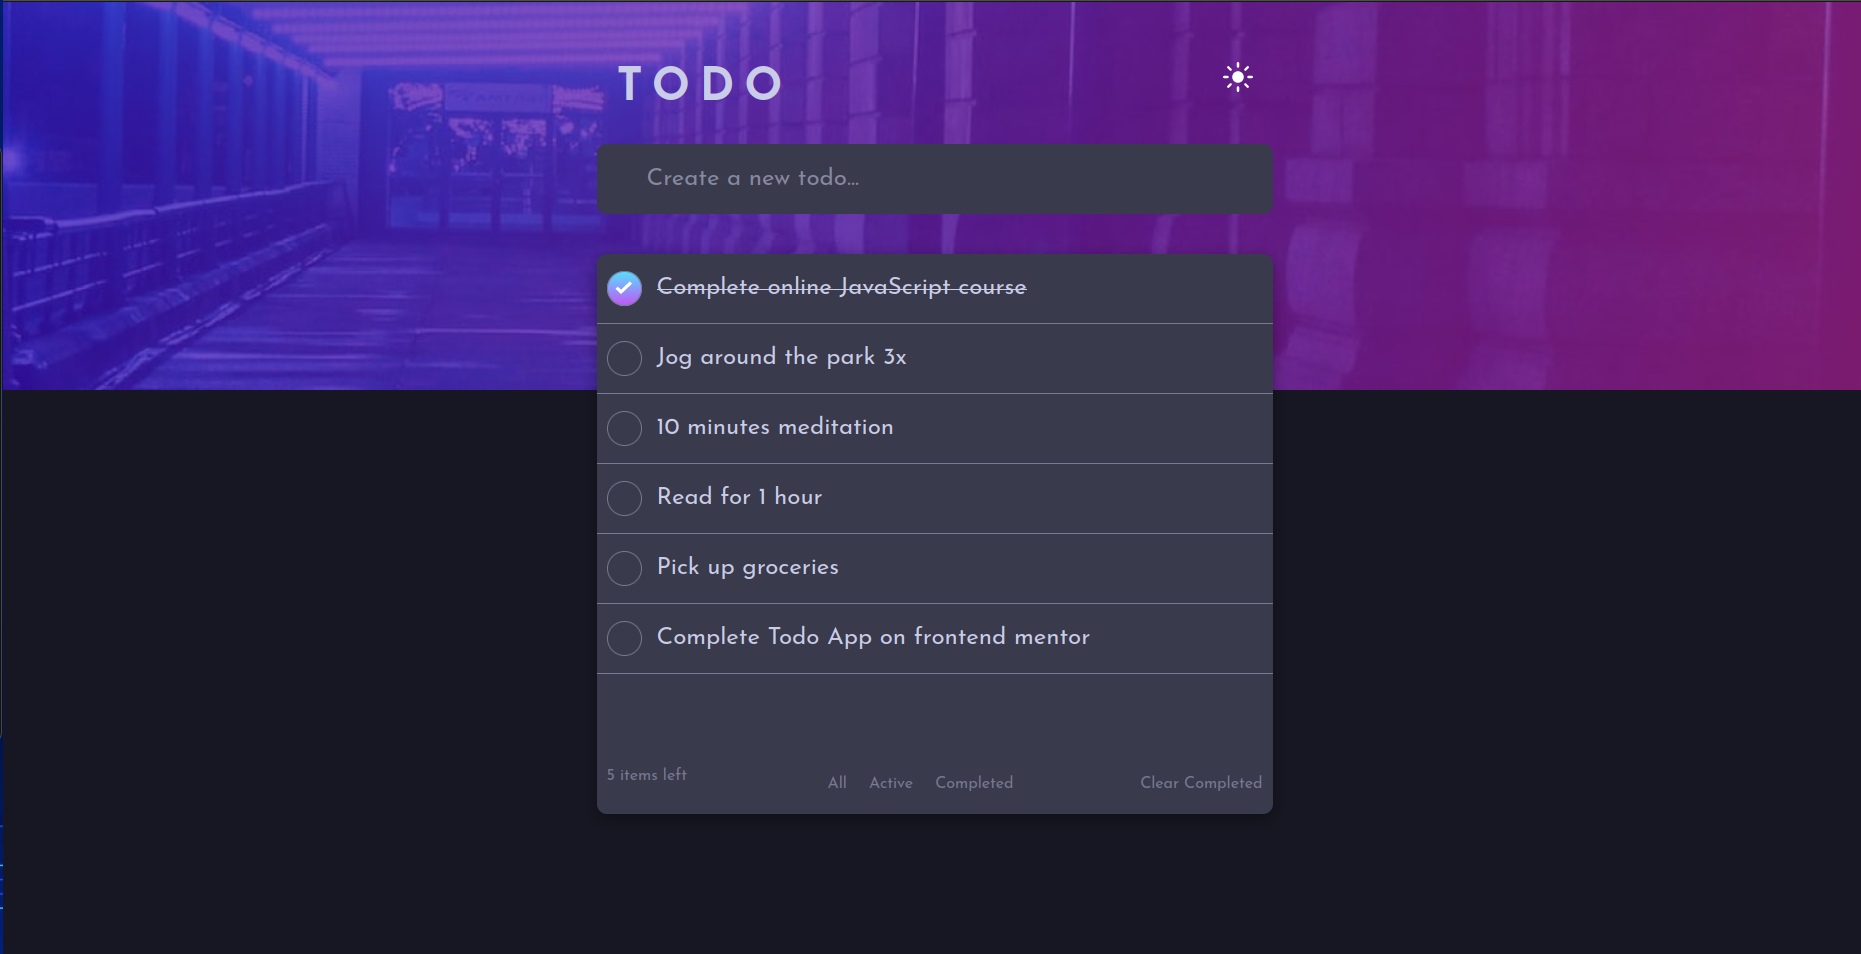 TODO
Create a new todo...
Complete online JavaScript course
Jog around the park 3x
10 minutes meditation
Read for 1 hour
Pick up groceries
Complete Todo App on frontend mentor
5 items left
All Active Completed
Clear Completed